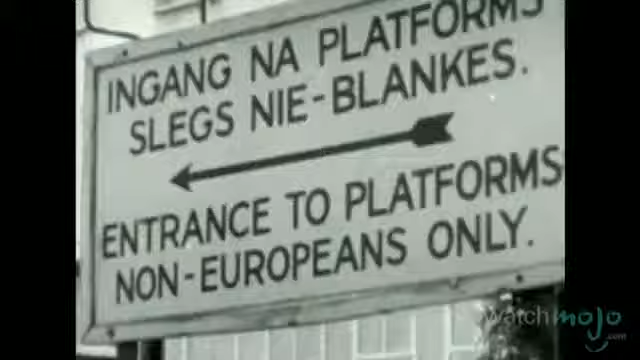 INGANG NA PLATFORMS
SLEGS NIE-BLANKES.
ENTRANCE TO PLATFORMS
NON-EUROPEANS ONLY.
watchmojo
.com